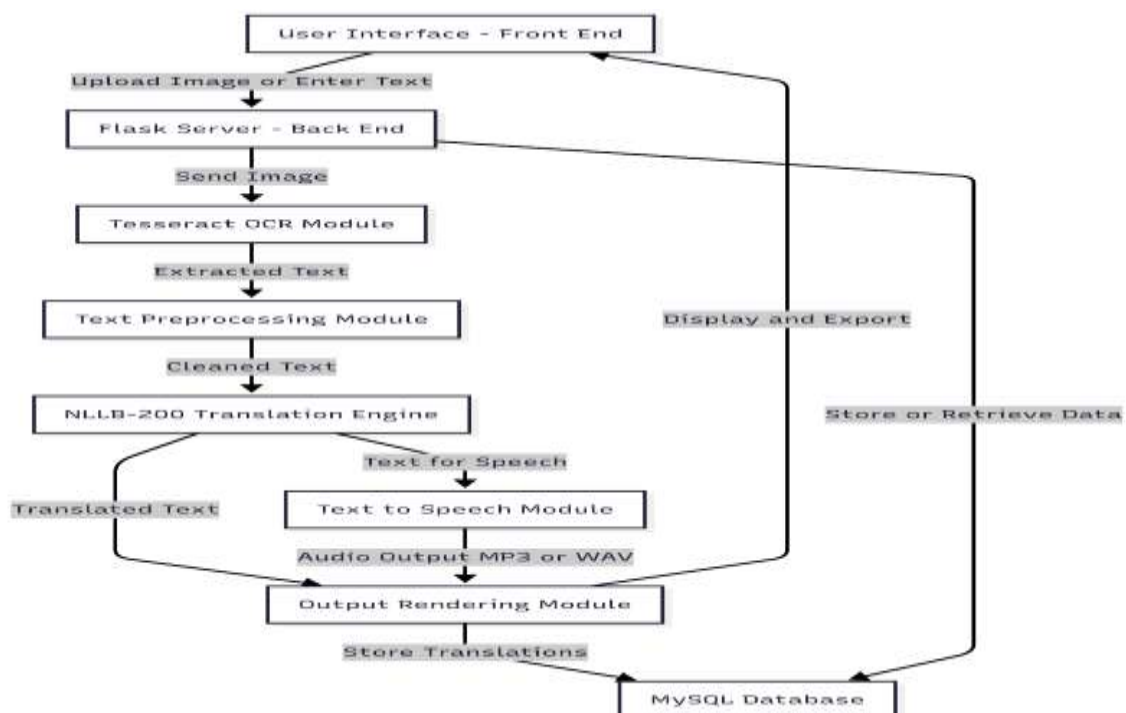 User Interface - Front End
Upload Image or Enter Text
Flask Server - Back End
Send Image
Tesseract OCR Module
Extracted Text
Text Preprocessing Module
Display and Export
Cleaned Text
NLLB-200 Translation Engine
Store or Retrieve Data
Text for Speech
Translated Text
Text to Speech Module
Audio Output MP3 or WAV
Output Rendering Module
Store Translations
MySQL Database